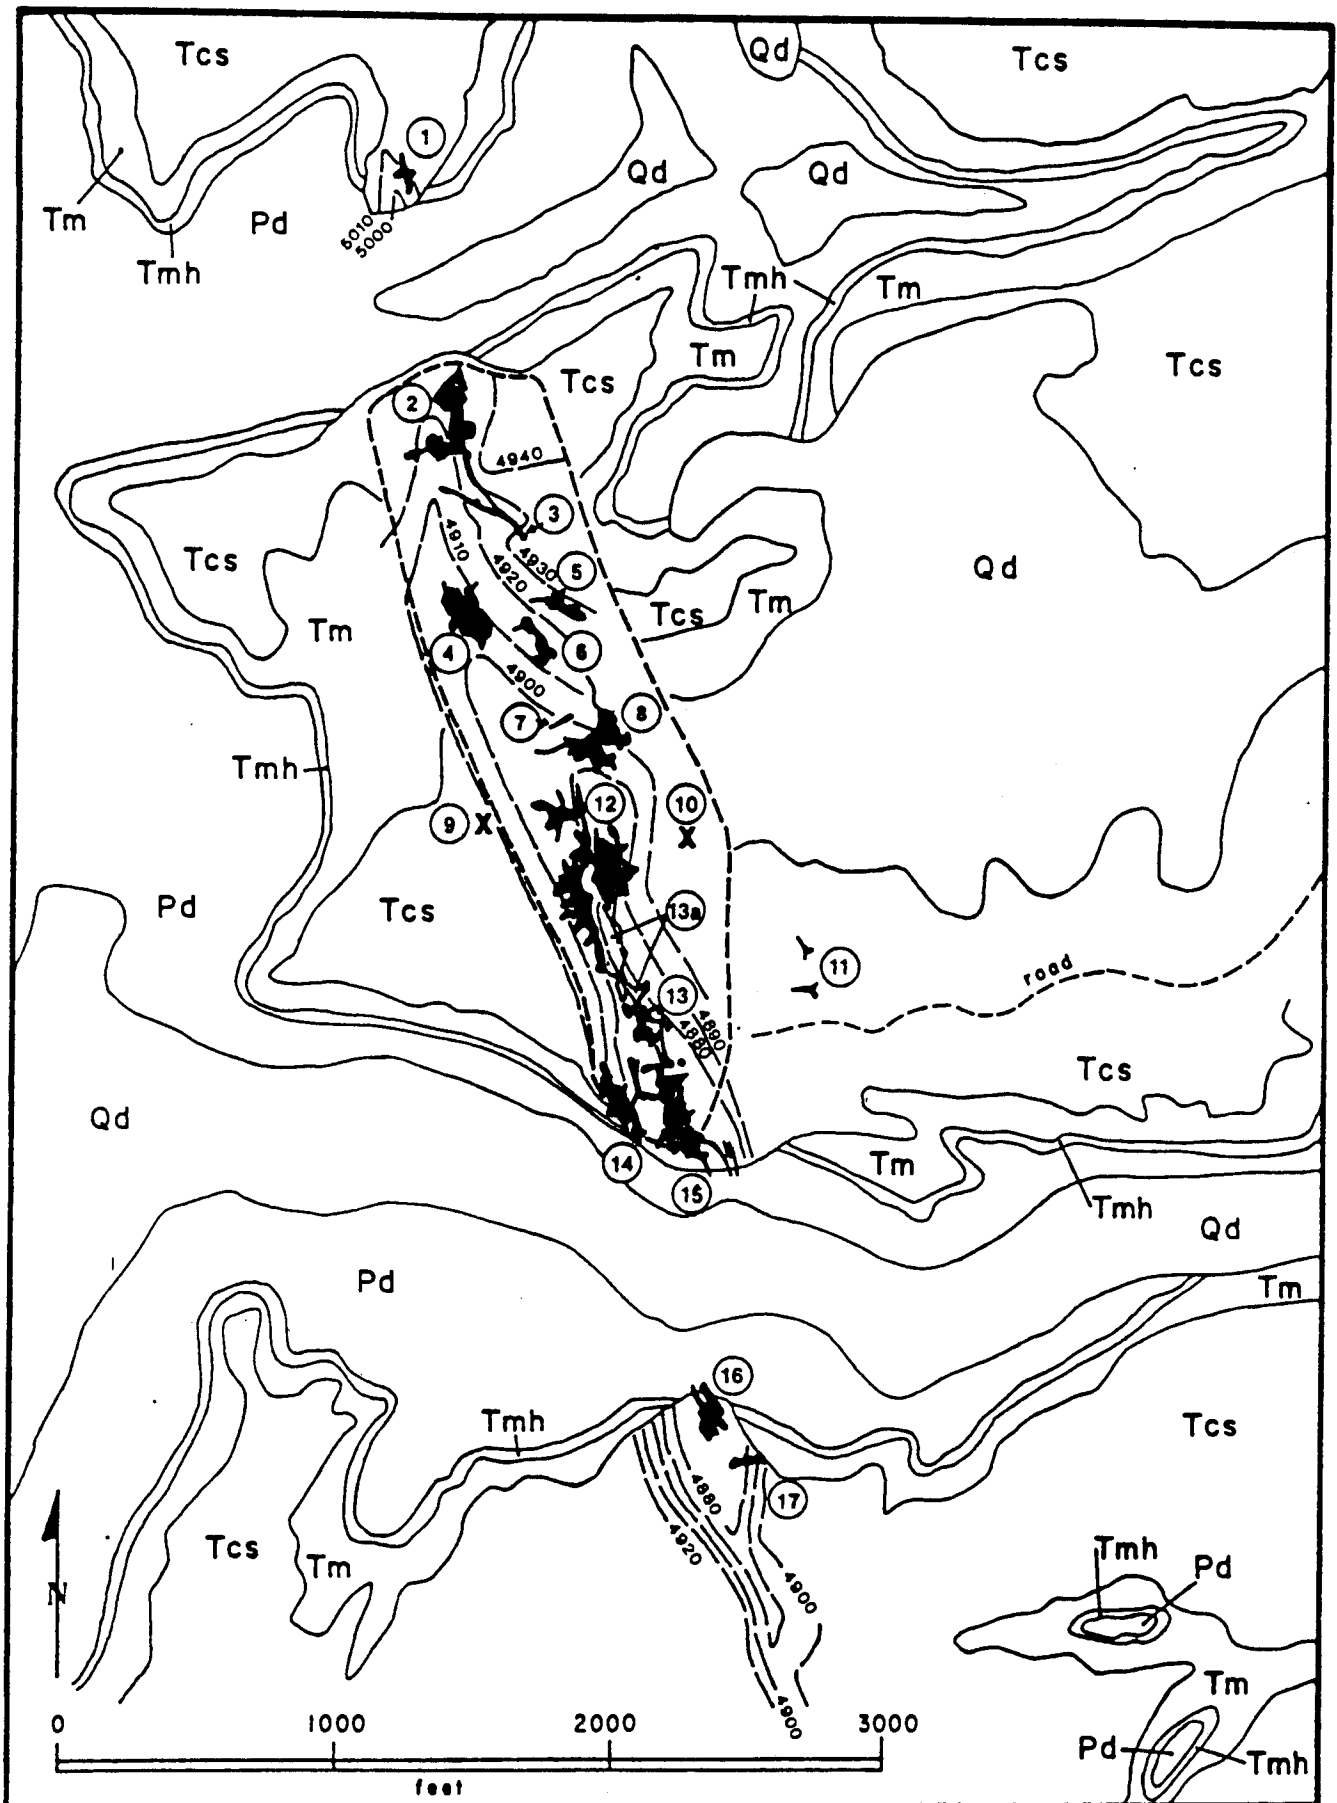 Tcs
Qd
Tcs
1
Qd
Qd
Tm
Pd
5010
5000
Tmh
Tmh
Tm
Tm
Tcs
Tcs
2
4940
3
4910
4920
4930
5
Tcs
Qd
Tcs
Tm
Tm
4
6
4900
7
8
Tmh
12
10
9
X
X
Pd
Tcs
13a
11
road
13
4890
4880
Tcs
Qd
14
Tm
15
Tmh
Qd
Pd
Tm
16
Tmh
Tcs
4880
17
4920
Tcs
Tm
Tmh
Pd
4900
N
Tm
4900
0 1000 2000 3000
Pd
Tmh
feet